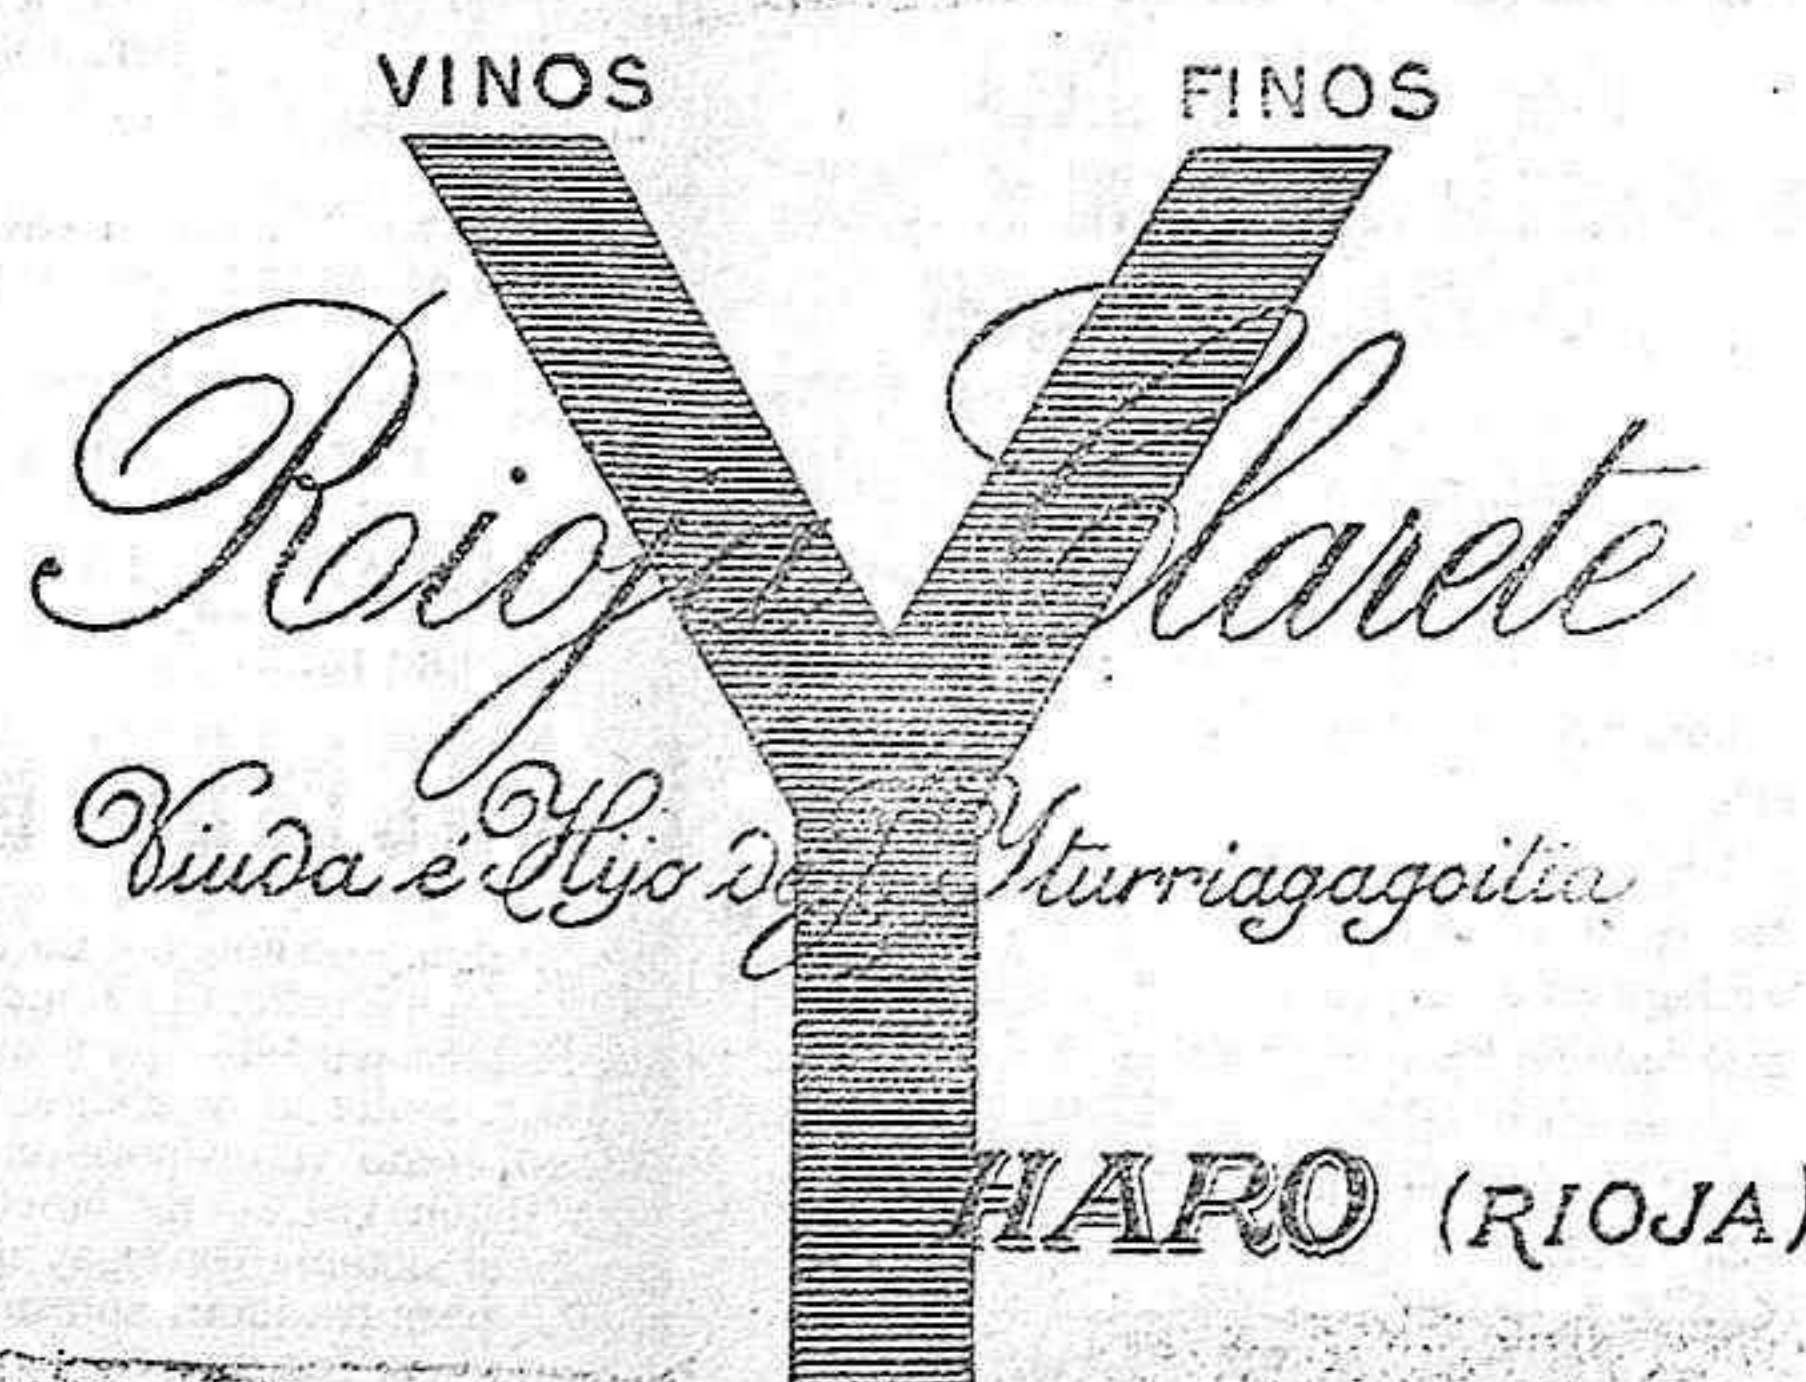 VINOS FINOS
Y
Rioja Clarete
Viuda é Hijo de Yturriagagoitia
HARO (RIOJA)